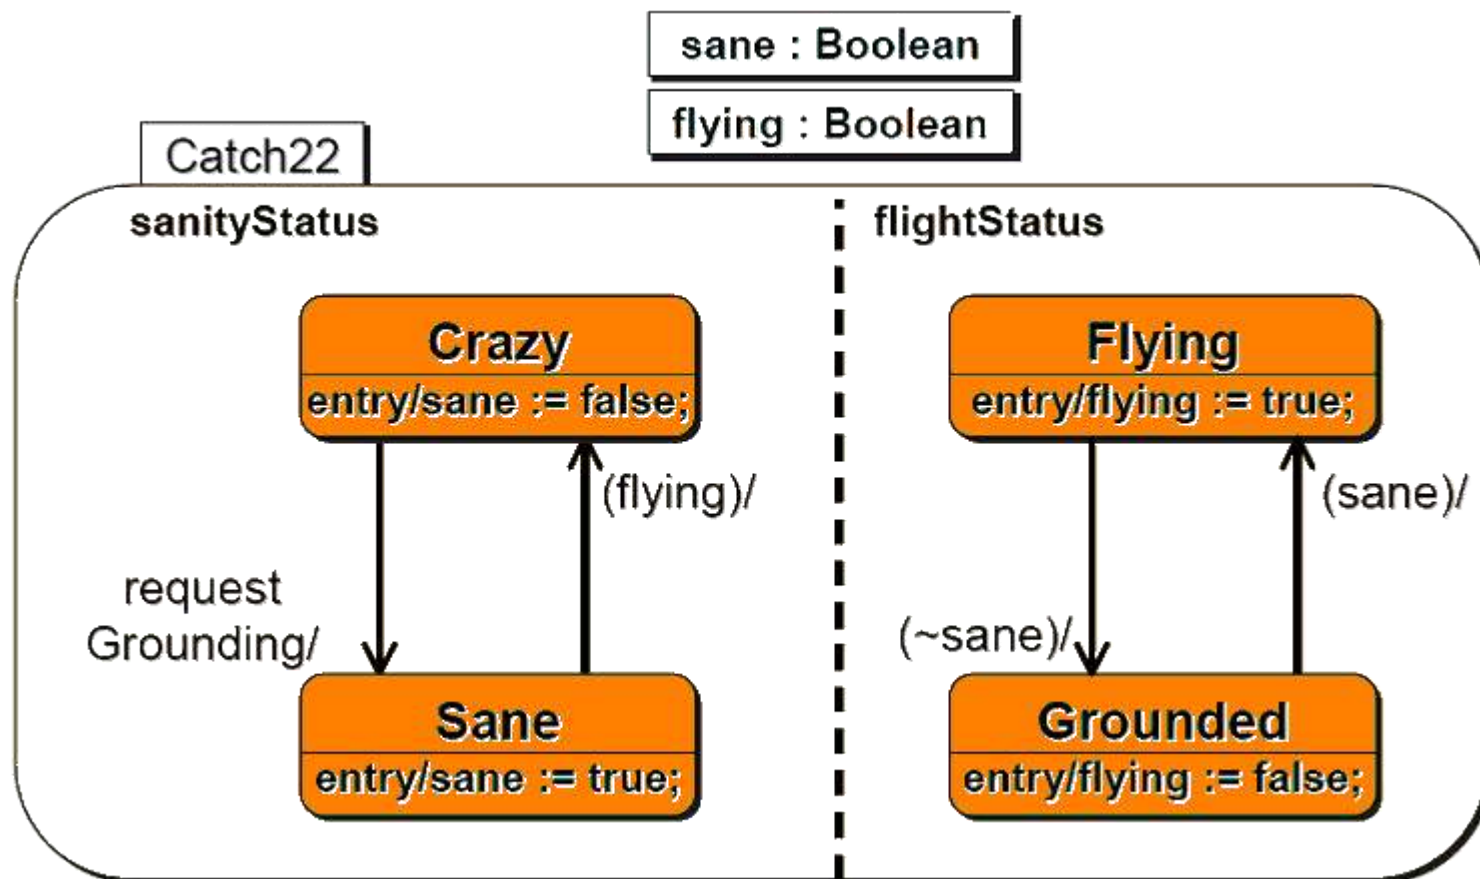 sane : Boolean
flying : Boolean
Catch22
sanityStatus
flightStatus
Crazy
entry/sane := false;
Flying
entry/flying := true;
(flying)/
(sane)/
request
Grounding/
(~sane)/
Sane
entry/sane := true;
Grounded
entry/flying := false;